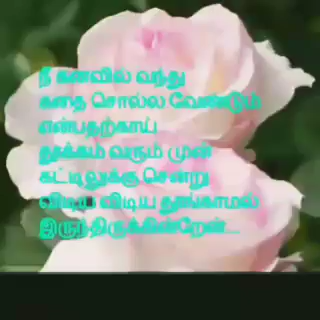 நீ கனவில் வந்து
கதை சொல்ல வேண்டும்
என்பதற்காய்
தூக்கம் வரும் முன்
கட்டிலுக்கு சென்று
விடிய விடிய தூங்காமல்
இருந்திருக்கின்றேன்...